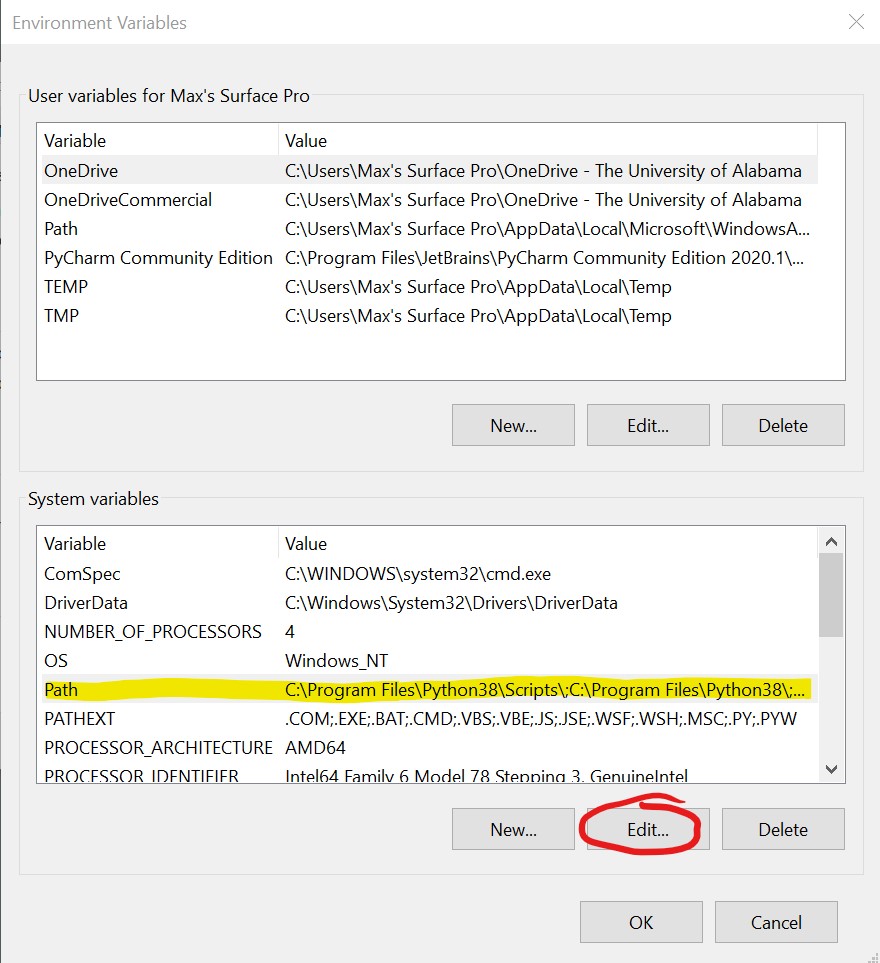 Environment Variables
User variables for Max's Surface Pro
Variable Value
OneDrive C:\Users\Max's Surface Pro\OneDrive - The University of Alabama
OneDriveCommercial C:\Users\Max's Surface Pro\OneDrive - The University of Alabama
Path C:\Users\Max's Surface Pro\AppData\Local\Microsoft\WindowsA...
PyCharm Community Edition C:\Program Files\JetBrains\PyCharm Community Edition 2020.1\...
TEMP C:\Users\Max's Surface Pro\AppData\Local\Temp
TMP C:\Users\Max's Surface Pro\AppData\Local\Temp
New... Edit... Delete
System variables
Variable Value
ComSpec C:\WINDOWS\system32\cmd.exe
DriverData C:\Windows\System32\Drivers\DriverData
NUMBER_OF_PROCESSORS 4
OS Windows_NT
Path C:\Program Files\Python38\Scripts\;C:\Program Files\Python38\;...
PATHEXT .COM;.EXE;.BAT;.CMD;.VBS;.VBE;.JS;.JSE;.WSF;.WSH;.MSC;.PY;.PYW
PROCESSOR_ARCHITECTURE AMD64
PROCESSOR_IDENTIFIER Intel64 Family 6 Model 78 Stepping 3, GenuineIntel
New... Edit... Delete
OK Cancel